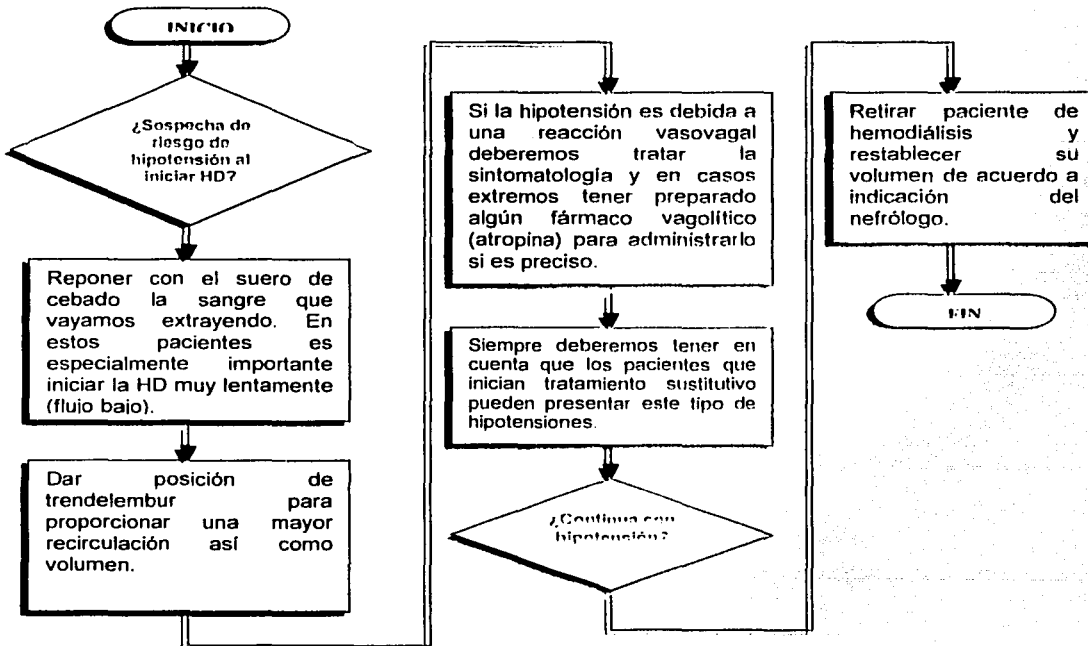 INICIO
¿Sospecha de
riesgo de
hipotensión al
iniciar HD?
Reponer con el suero de
cebado la sangre que
vayamos extrayendo. En
estos pacientes es
especialmente importante
iniciar la HD muy lentamente
(flujo bajo).
Dar posición de
trendelembur para
proporcionar una mayor
recirculación así como
volumen.
Si la hipotensión es debida a
una reacción vasovagal
deberemos tratar la
sintomatología y en casos
extremos tener preparado
algún fármaco vagolítico
(atropina) para administrarlo
si es preciso.
Siempre deberemos tener en
cuenta que los pacientes que
inician tratamiento sustitutivo
pueden presentar este tipo de
hipotensiones.
¿Continua con
hipotensión?
Retirar paciente de
hemodiálisis y
restablecer su
volumen de acuerdo a
indicación del
nefrólogo.
FIN